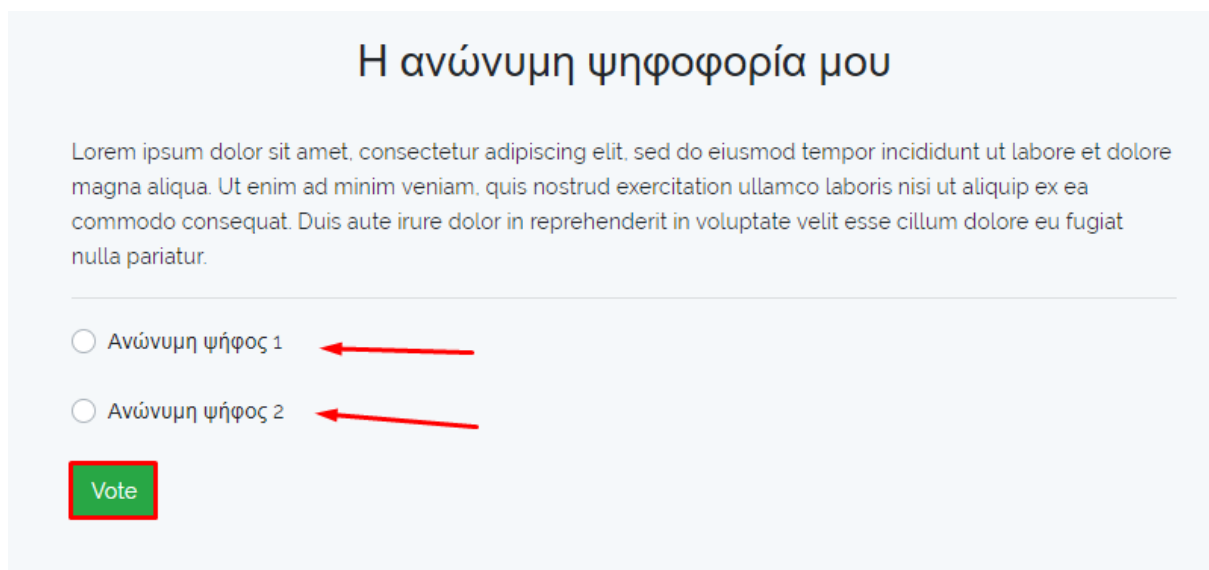 Η ανώνυμη ψηφοφορία μου
Lorem ipsum dolor sit amet, consectetur adipiscing elit, sed do eiusmod tempor incididunt ut labore et dolore
magna aliqua. Ut enim ad minim veniam, quis nostrud exercitation ullamco laboris nisi ut aliquip ex ea
commodo consequat. Duis aute irure dolor in reprehenderit in voluptate velit esse cillum dolore eu fugiat
nulla pariatur.
Ανώνυμη ψήφος 1
Ανώνυμη ψήφος 2
Vote